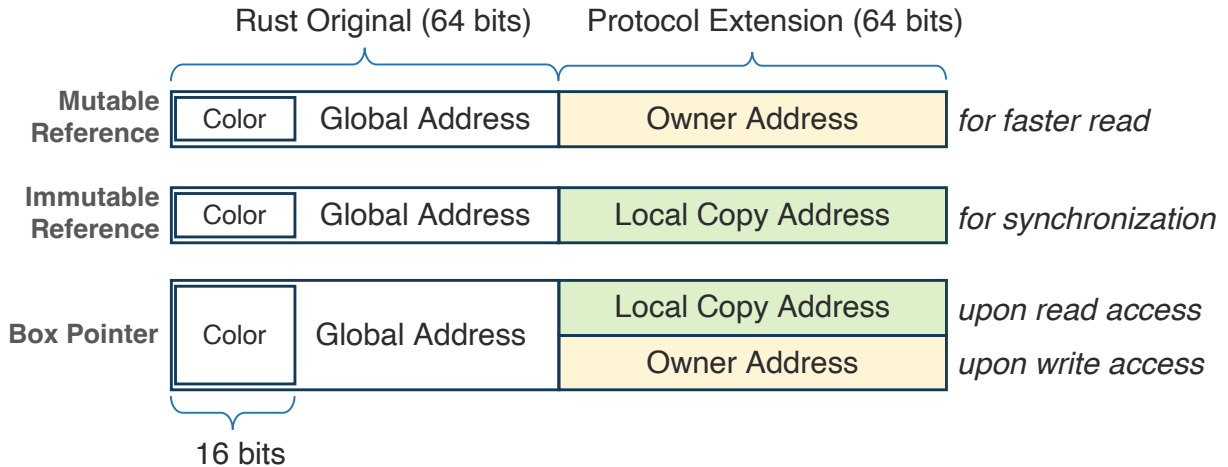 Rust Original (64 bits)
Protocol Extension (64 bits)
Mutable
Reference
Color
Global Address
Owner Address
for faster read
Immutable
Reference
Color
Global Address
Local Copy Address
for synchronization
Box Pointer
Color
Global Address
Local Copy Address
upon read access
Owner Address
upon write access
16 bits